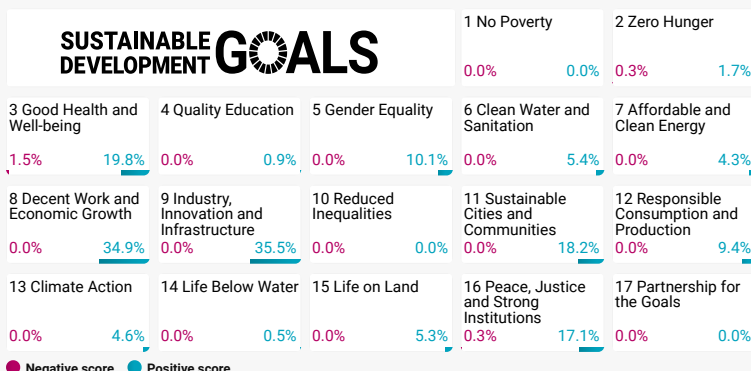 SUSTAINABLE
DEVELOPMENT
GOALS
1 No Poverty
0.0% 0.0%
2 Zero Hunger
0.3% 1.7%
3 Good Health and
Well-being
1.5% 19.8%
4 Quality Education
0.0% 0.9%
5 Gender Equality
0.0% 10.1%
6 Clean Water and
Sanitation
0.0% 5.4%
7 Affordable and
Clean Energy
0.0% 4.3%
8 Decent Work and
Economic Growth
0.0% 34.9%
9 Industry,
Innovation and
Infrastructure
0.0% 35.5%
10 Reduced
Inequalities
0.0% 0.0%
11 Sustainable
Cities and
Communities
0.0% 18.2%
12 Responsible
Consumption and
Production
0.0% 9.4%
13 Climate Action
0.0% 4.6%
14 Life Below Water
0.0% 0.5%
15 Life on Land
0.0% 5.3%
16 Peace, Justice
and Strong
Institutions
0.3% 17.1%
17 Partnership for
the Goals
0.0% 0.0%
Negative score Positive score